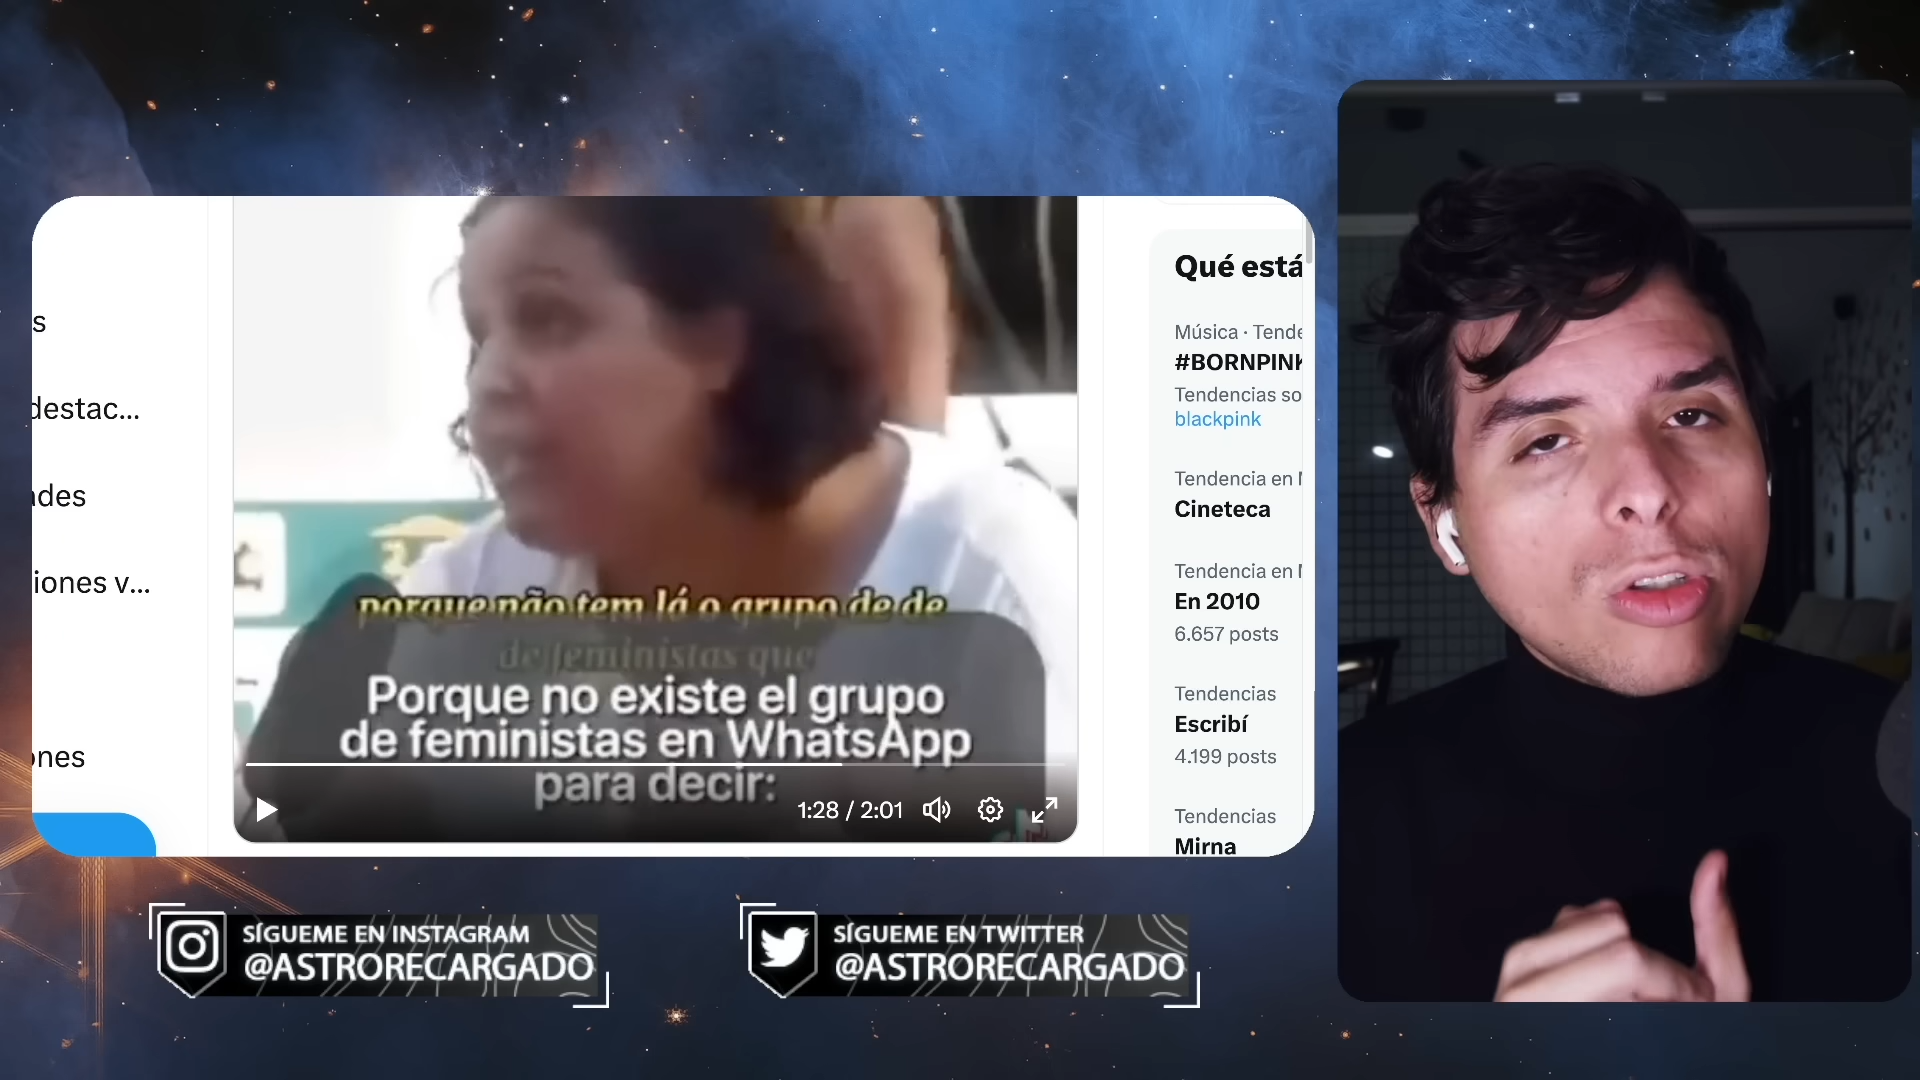 s
destac...
ndes
iones v...
ones
porque não tem lá o grupo de de
de feministas que
Porque no existe el grupo
de feministas en WhatsApp
para decir:
1:28 / 2:01
Qué está
Música · Tende
#BORNPINK
Tendencias so
blackpink
Tendencia en
Cineteca
Tendencia en
En 2010
6.657 posts
Tendencias
Escribí
4.199 posts
Tendencias
Mirna
SÍGUEME EN INSTAGRAM
@ASTRORECARGADO
SÍGUEME EN TWITTER
@ASTRORECARGADO